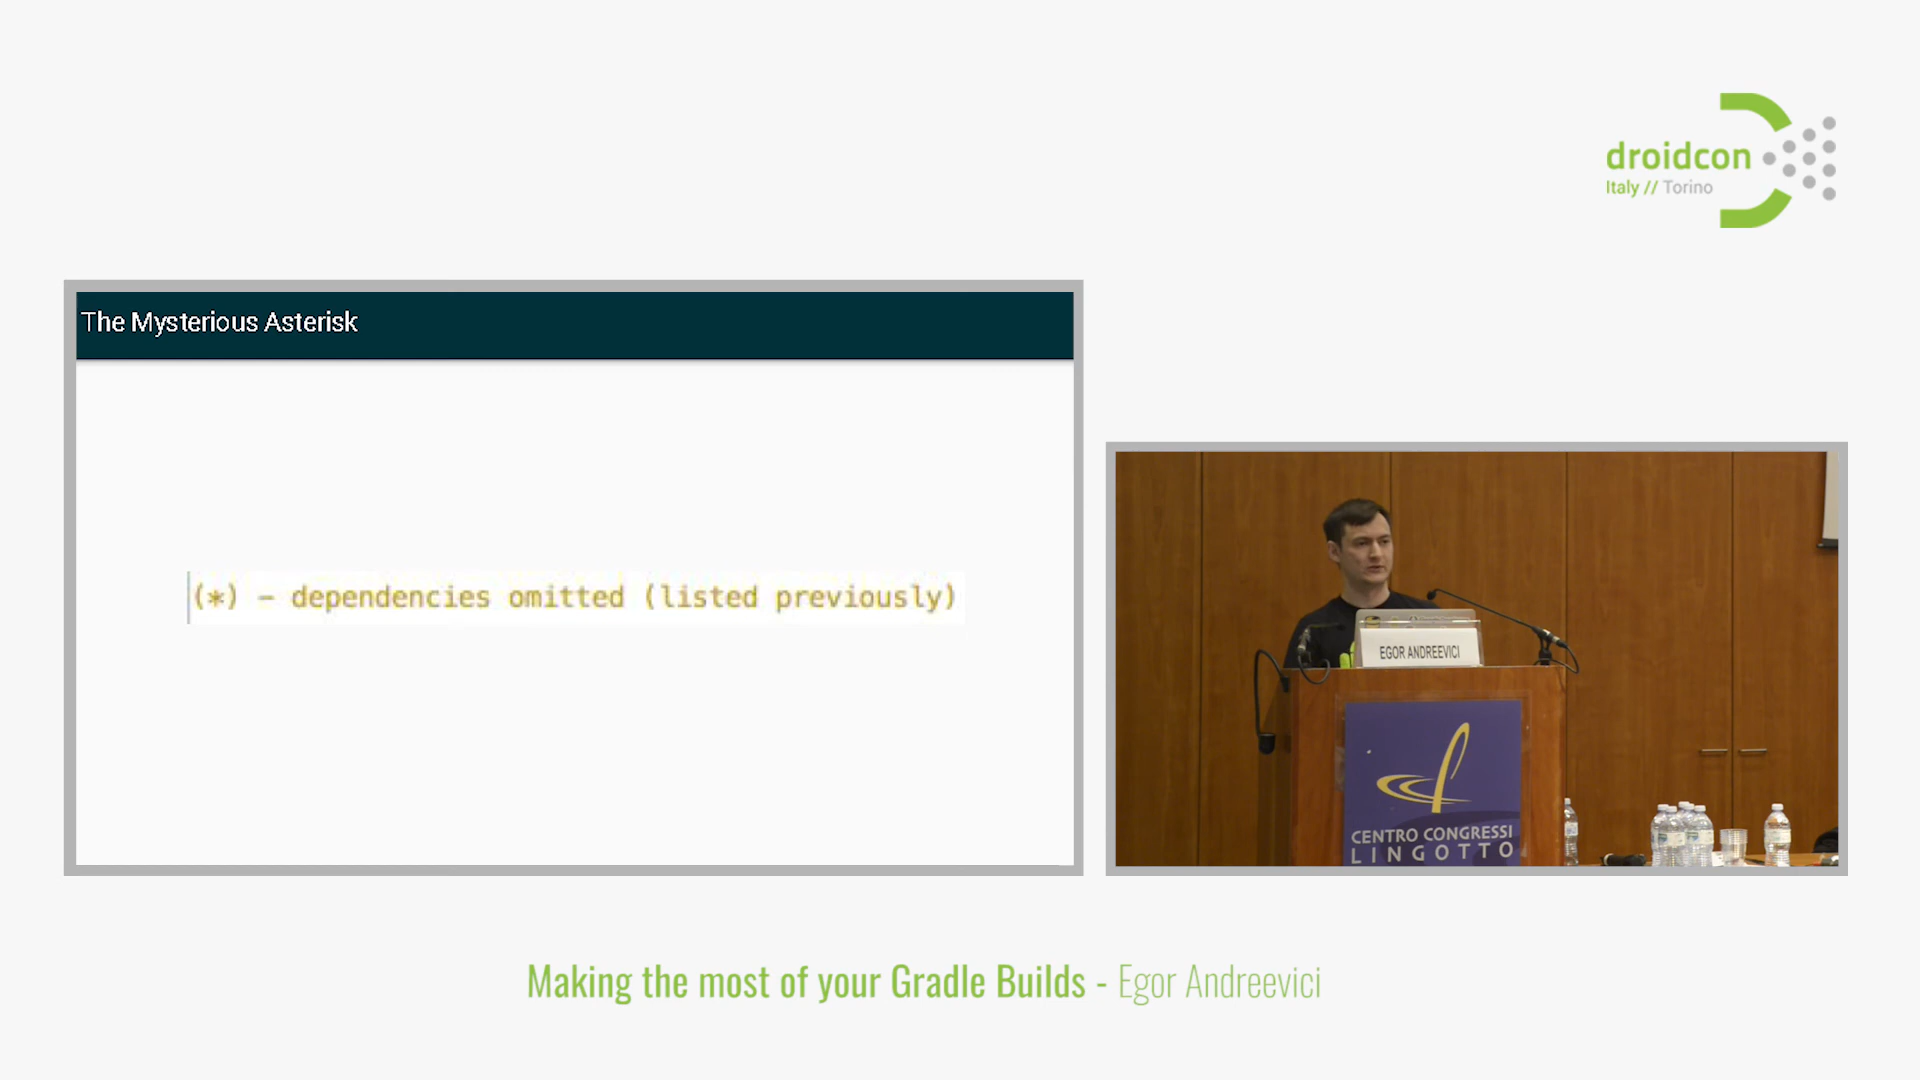 droidcon
Italy // Torino
The Mysterious Asterisk
(*) – dependencies omitted (listed previously)
EGOR ANDREEVICI
CENTRO CONGRESSI
LINGOTTO
Making the most of your Gradle Builds - Egor Andreevici